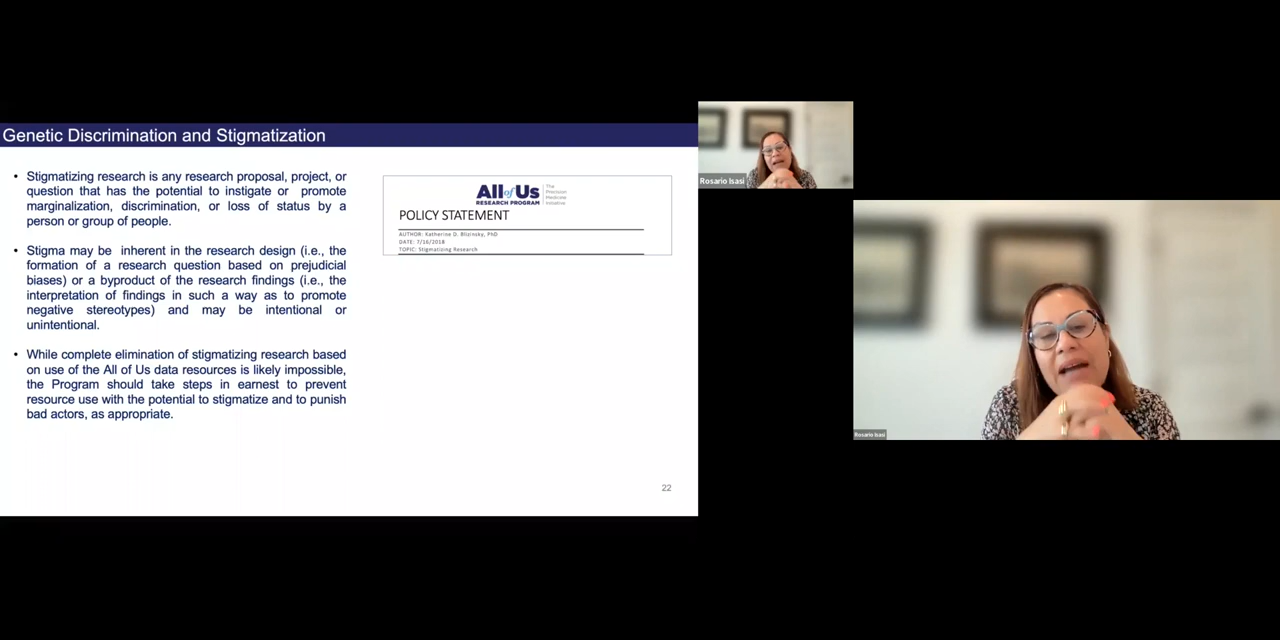 Genetic Discrimination and Stigmatization
• Stigmatizing research is any research proposal, project, or
question that has the potential to instigate or promote
marginalization, discrimination, or loss of status by a
person or group of people.
• Stigma may be inherent in the research design (i.e., the
formation of a research question based on prejudicial
biases) or a byproduct of the research findings (i.e., the
interpretation of findings in such a way as to promote
negative stereotypes) and may be intentional or
unintentional.
• While complete elimination of stigmatizing research based
on use of the All of Us data resources is likely impossible,
the Program should take steps in earnest to prevent
resource use with the potential to stigmatize and to punish
bad actors, as appropriate.
All of Us
RESEARCH PROGRAM
The
Precision
Medicine
Initiative
POLICY STATEMENT
AUTHOR: Katherine D. Blizinsky, PhD
DATE: 7/16/2018
TOPIC: Stigmatizing Research
22
Rosario Isasi
Rosario Isasi